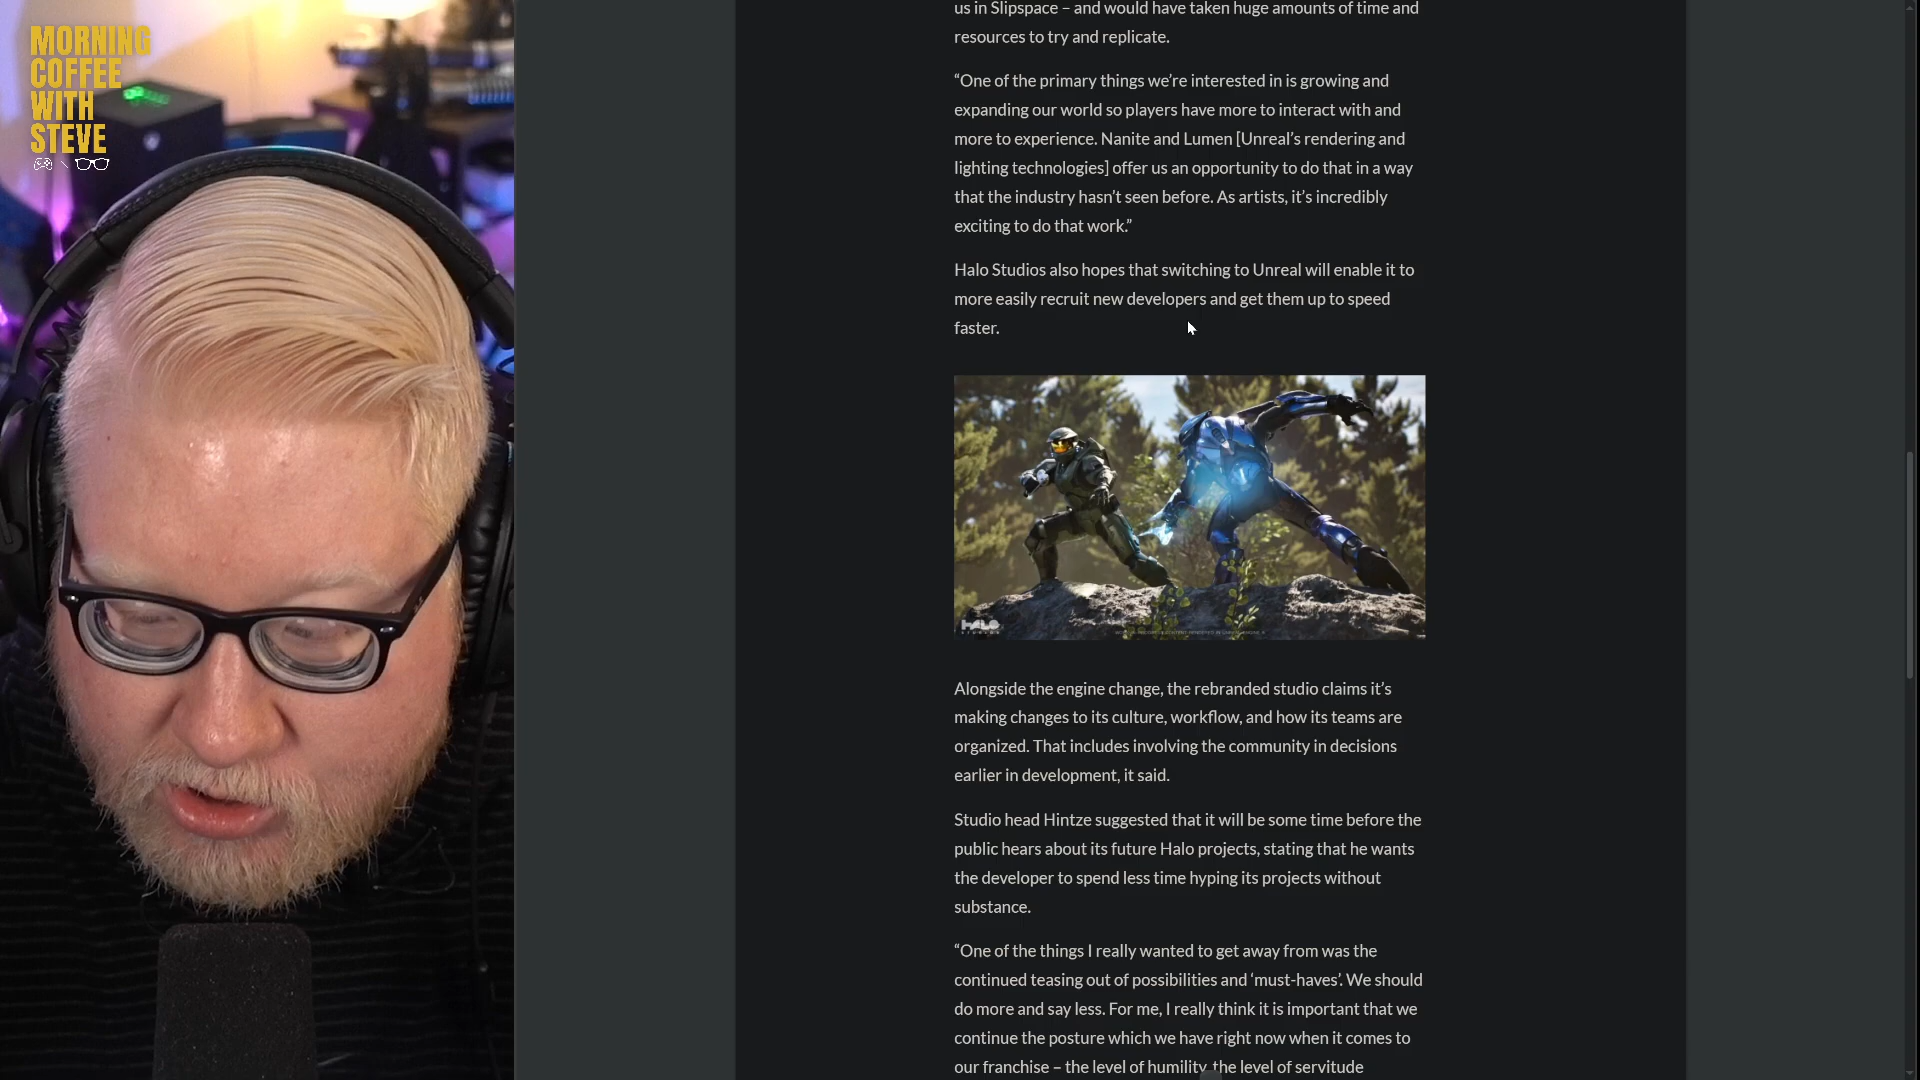 MORNING
COFFEE
WITH
STEVE
us in Slipspace – and would have taken huge amounts of time and
resources to try and replicate.
“One of the primary things we’re interested in is growing and
expanding our world so players have more to interact with and
more to experience. Nanite and Lumen [Unreal’s rendering and
lighting technologies] offer us an opportunity to do that in a way
that the industry hasn’t seen before. As artists, it’s incredibly
exciting to do that work.”
Halo Studios also hopes that switching to Unreal will enable it to
more easily recruit new developers and get them up to speed
faster.
HALO
STUDIOS
Alongside the engine change, the rebranded studio claims it’s
making changes to its culture, workflow, and how its teams are
organized. That includes involving the community in decisions
earlier in development, it said.
Studio head Hintze suggested that it will be some time before the
public hears about its future Halo projects, stating that he wants
the developer to spend less time hyping its projects without
substance.
“One of the things I really wanted to get away from was the
continued teasing out of possibilities and ‘must-haves’. We should
do more and say less. For me, I really think it is important that we
continue the posture which we have right now when it comes to
our franchise – the level of humility, the level of servitude